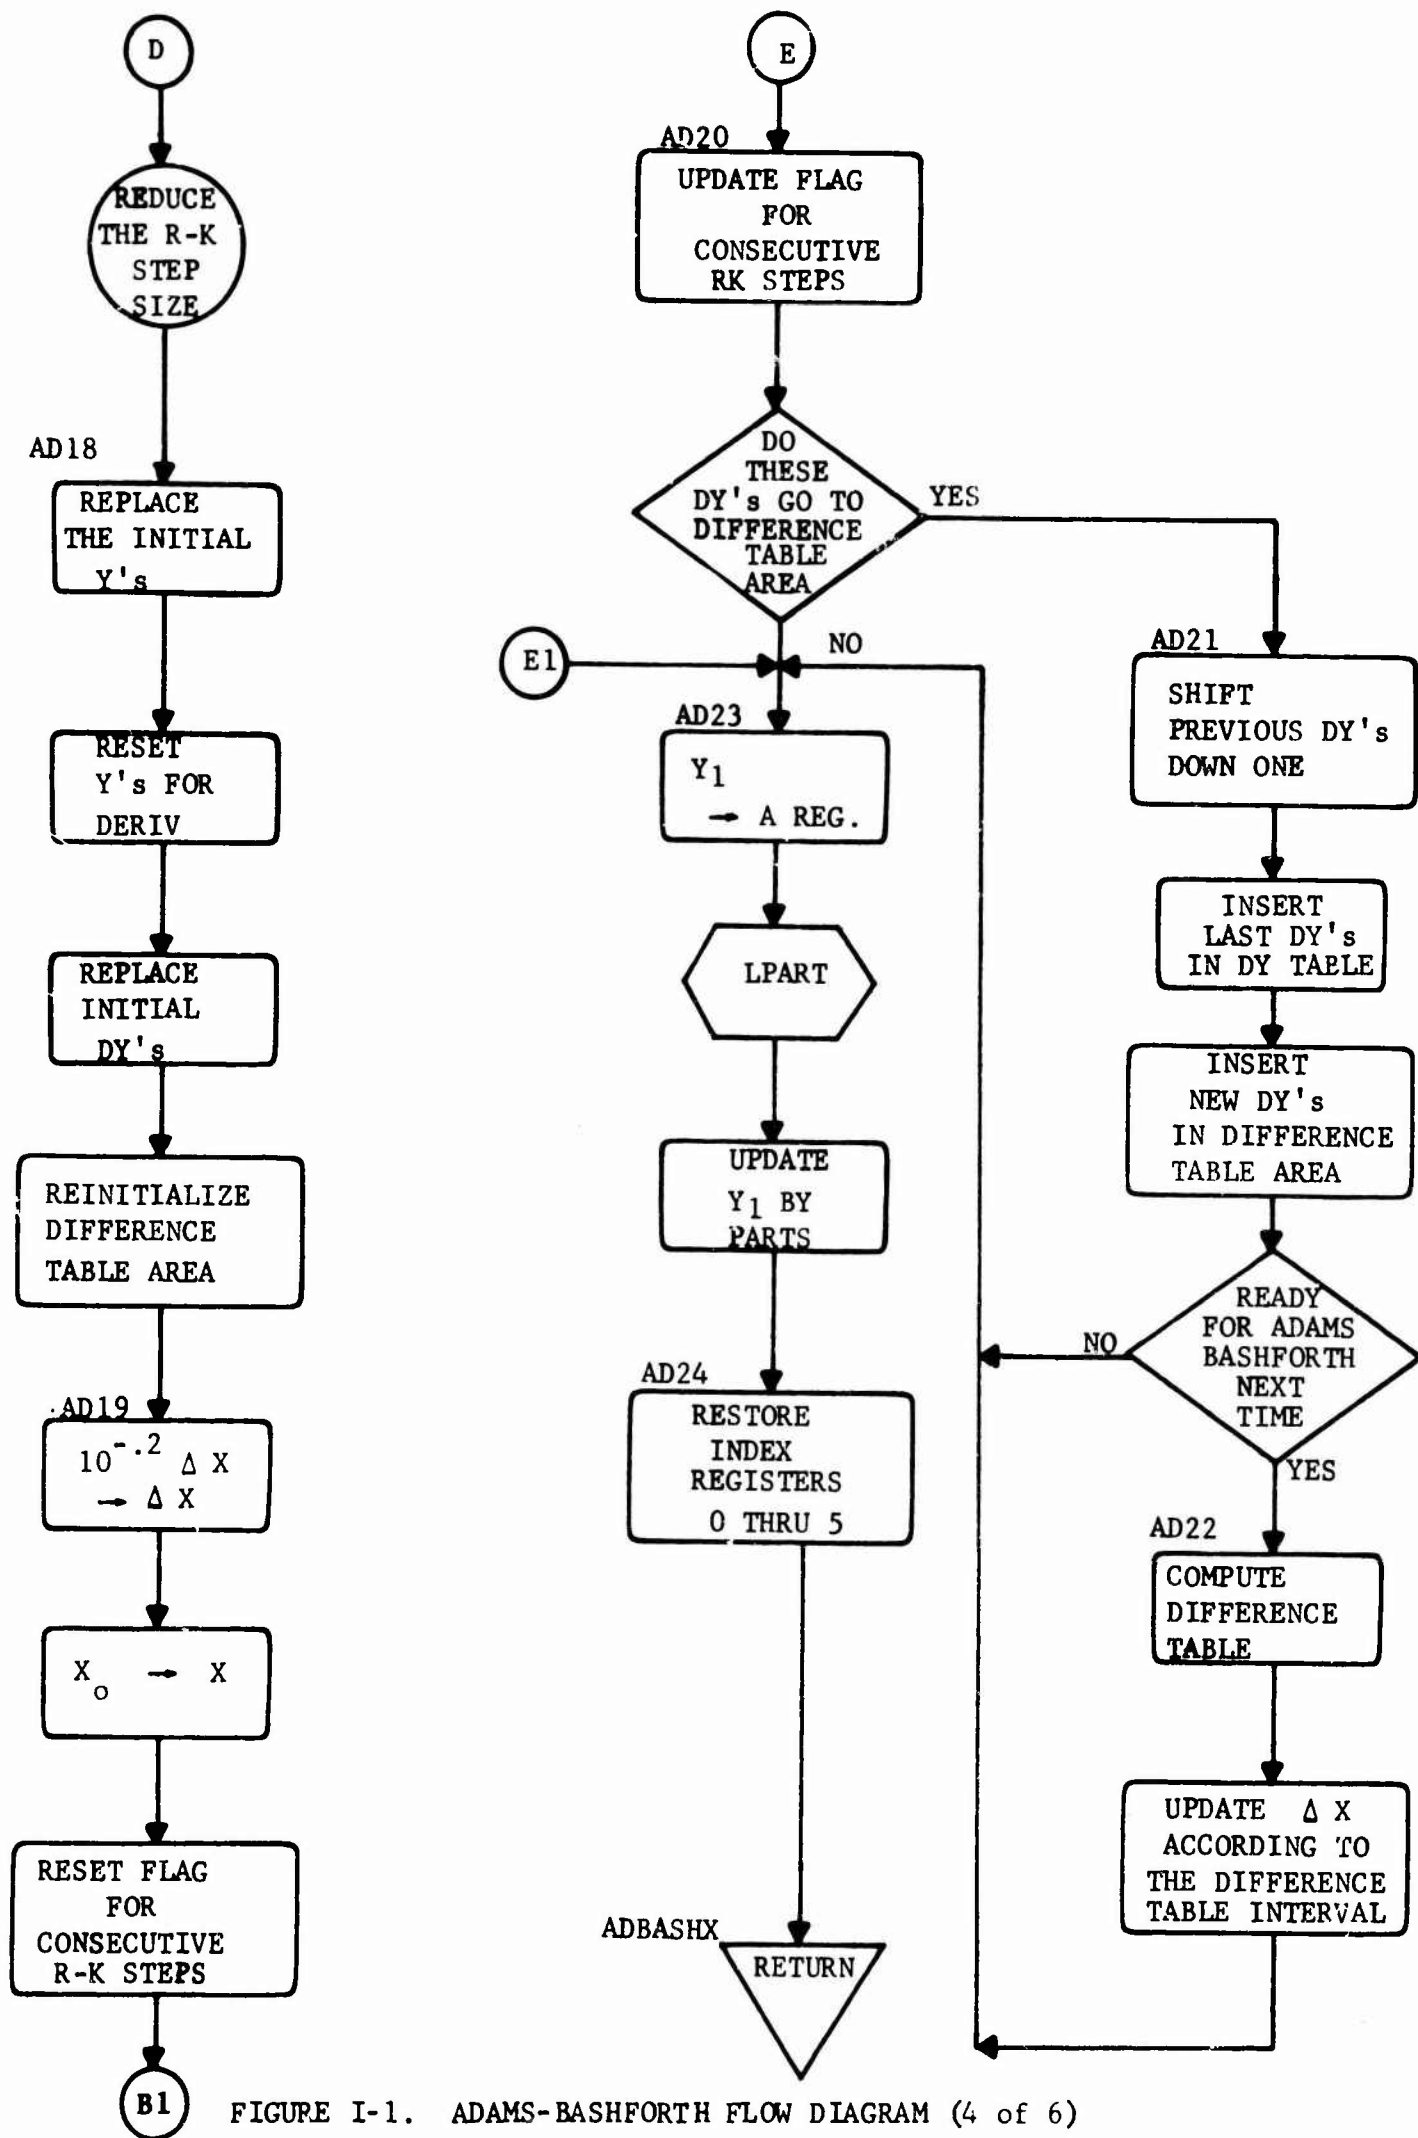 D
REDUCE
THE R-K
STEP
SIZE
AD18
REPLACE
THE INITIAL
Y's
RESET
Y's FOR
DERIV
REPLACE
INITIAL
DY's
REINITIALIZE
DIFFERENCE
TABLE AREA
AD19
10^-.2 Δ X
→ Δ X
X_o → X
RESET FLAG
FOR
CONSECUTIVE
R-K STEPS
B1
E
AD20
UPDATE FLAG
FOR
CONSECUTIVE
RK STEPS
DO
THESE
DY's GO TO
DIFFERENCE
TABLE
AREA
YES
NO
E1
AD23
Y1
→ A REG.
LPART
UPDATE
Y1 BY
PARTS
AD24
RESTORE
INDEX
REGISTERS
0 THRU 5
ADBASHX
RETURN
AD21
SHIFT
PREVIOUS DY's
DOWN ONE
INSERT
LAST DY's
IN DY TABLE
INSERT
NEW DY's
IN DIFFERENCE
TABLE AREA
READY
FOR ADAMS
BASHFORTH
NEXT
TIME
NO
YES
AD22
COMPUTE
DIFFERENCE
TABLE
UPDATE Δ X
ACCORDING TO
THE DIFFERENCE
TABLE INTERVAL
FIGURE I-1. ADAMS-BASHFORTH FLOW DIAGRAM (4 of 6)